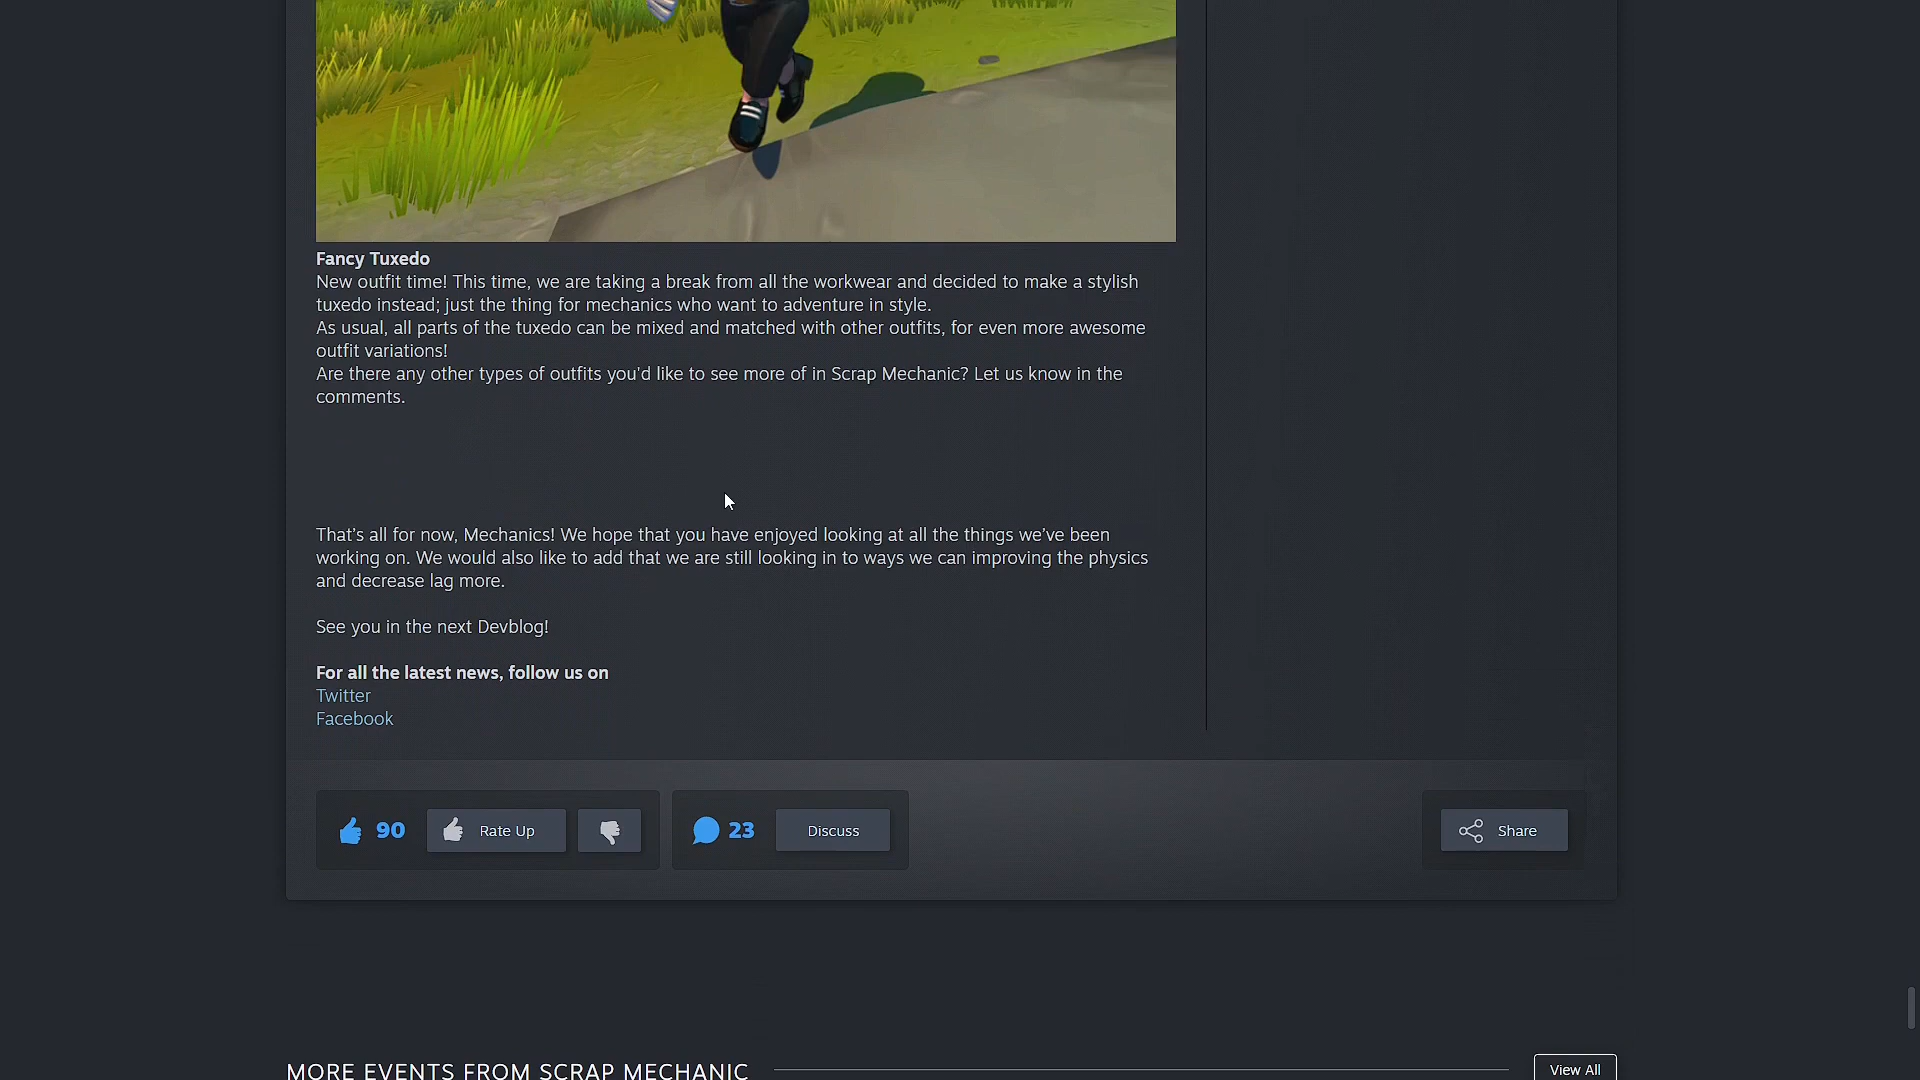 Fancy Tuxedo
New outfit time! This time, we are taking a break from all the workwear and decided to make a stylish
tuxedo instead; just the thing for mechanics who want to adventure in style.
As usual, all parts of the tuxedo can be mixed and matched with other outfits, for even more awesome
outfit variations!
Are there any other types of outfits you'd like to see more of in Scrap Mechanic? Let us know in the
comments.
That's all for now, Mechanics! We hope that you have enjoyed looking at all the things we've been
working on. We would also like to add that we are still looking in to ways we can improving the physics
and decrease lag more.
See you in the next Devblog!
For all the latest news, follow us on
Twitter
Facebook
90 Rate Up 23 Discuss Share
MORE EVENTS FROM SCRAP MECHANIC View All